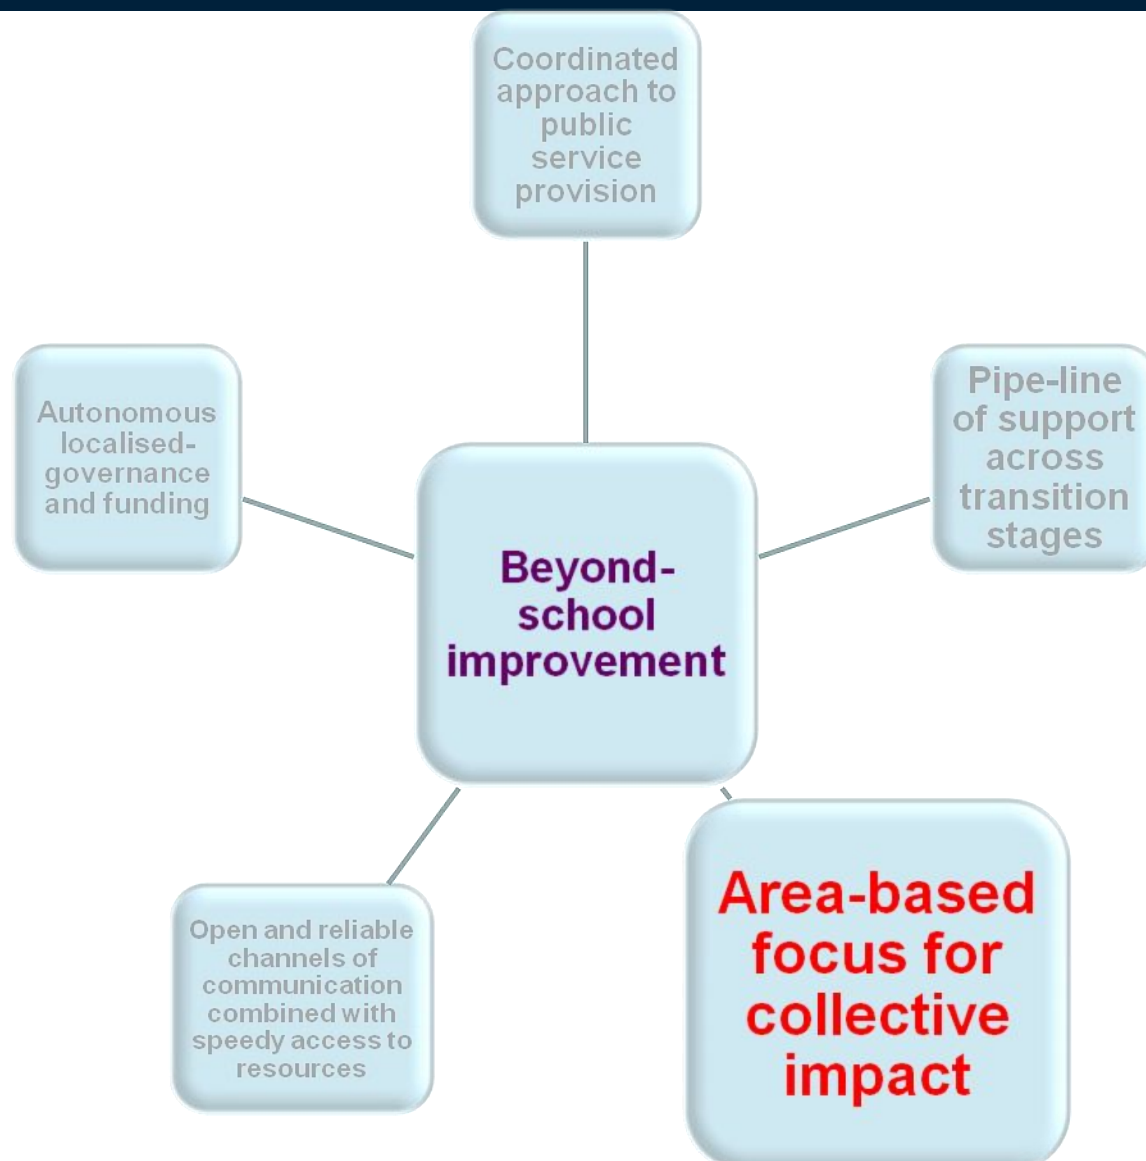 Coordinated
approach to
public
service
provision
Autonomous
localised-
governance
and funding
Pipe-line
of support
across
transition
stages
Beyond-
school
improvement
Open and reliable
channels of
communication
combined with
speedy access to
resources
Area-based
focus for
collective
impact